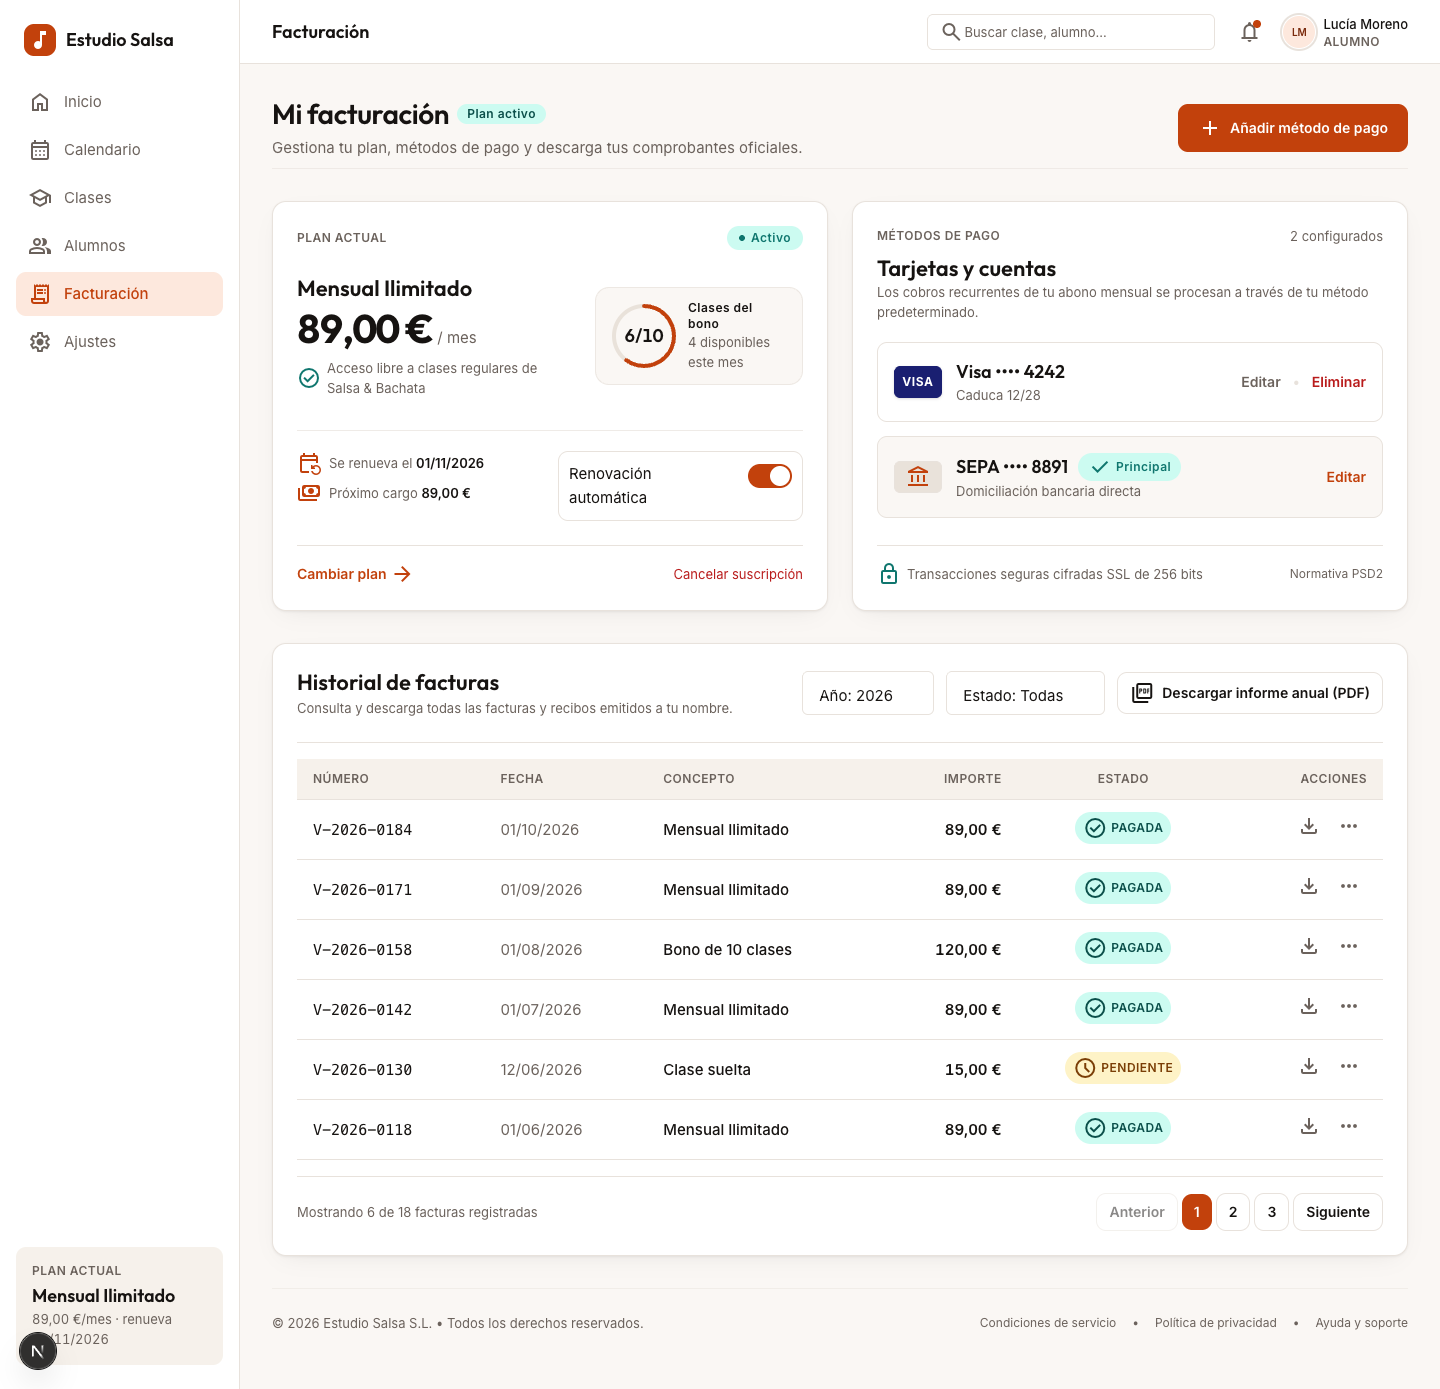 Estudio Salsa
Inicio
Calendario
Clases
Alumnos
Facturación
Ajustes
PLAN ACTUAL
Mensual Ilimitado
89,00 €/mes · renueva
/11/2026
N
Facturación
Buscar clase, alumno...
LM
Lucía Moreno
ALUMNO
Mi facturación Plan activo
Gestiona tu plan, métodos de pago y descarga tus comprobantes oficiales.
Añadir método de pago
PLAN ACTUAL
Activo
Mensual Ilimitado
89,00 € / mes
Acceso libre a clases regulares de
Salsa & Bachata
6/10
Clases del
bono
4 disponibles
este mes
Se renueva el 01/11/2026
Próximo cargo 89,00 €
Renovación
automática
Cambiar plan
Cancelar suscripción
MÉTODOS DE PAGO
2 configurados
Tarjetas y cuentas
Los cobros recurrentes de tu abono mensual se procesan a través de tu método
predeterminado.
VISA
Visa •••• 4242
Caduca 12/28
Editar • Eliminar
SEPA •••• 8891 Principal
Domiciliación bancaria directa
Editar
Transacciones seguras cifradas SSL de 256 bits
Normativa PSD2
Historial de facturas
Consulta y descarga todas las facturas y recibos emitidos a tu nombre.
Año: 2026
Estado: Todas
PDF Descargar informe anual (PDF)
NÚMERO FECHA CONCEPTO IMPORTE ESTADO ACCIONES
V-2026-0184 01/10/2026 Mensual Ilimitado 89,00 € PAGADA
V-2026-0171 01/09/2026 Mensual Ilimitado 89,00 € PAGADA
V-2026-0158 01/08/2026 Bono de 10 clases 120,00 € PAGADA
V-2026-0142 01/07/2026 Mensual Ilimitado 89,00 € PAGADA
V-2026-0130 12/06/2026 Clase suelta 15,00 € PENDIENTE
V-2026-0118 01/06/2026 Mensual Ilimitado 89,00 € PAGADA
Mostrando 6 de 18 facturas registradas
Anterior 1 2 3 Siguiente
© 2026 Estudio Salsa S.L. • Todos los derechos reservados.
Condiciones de servicio • Política de privacidad • Ayuda y soporte